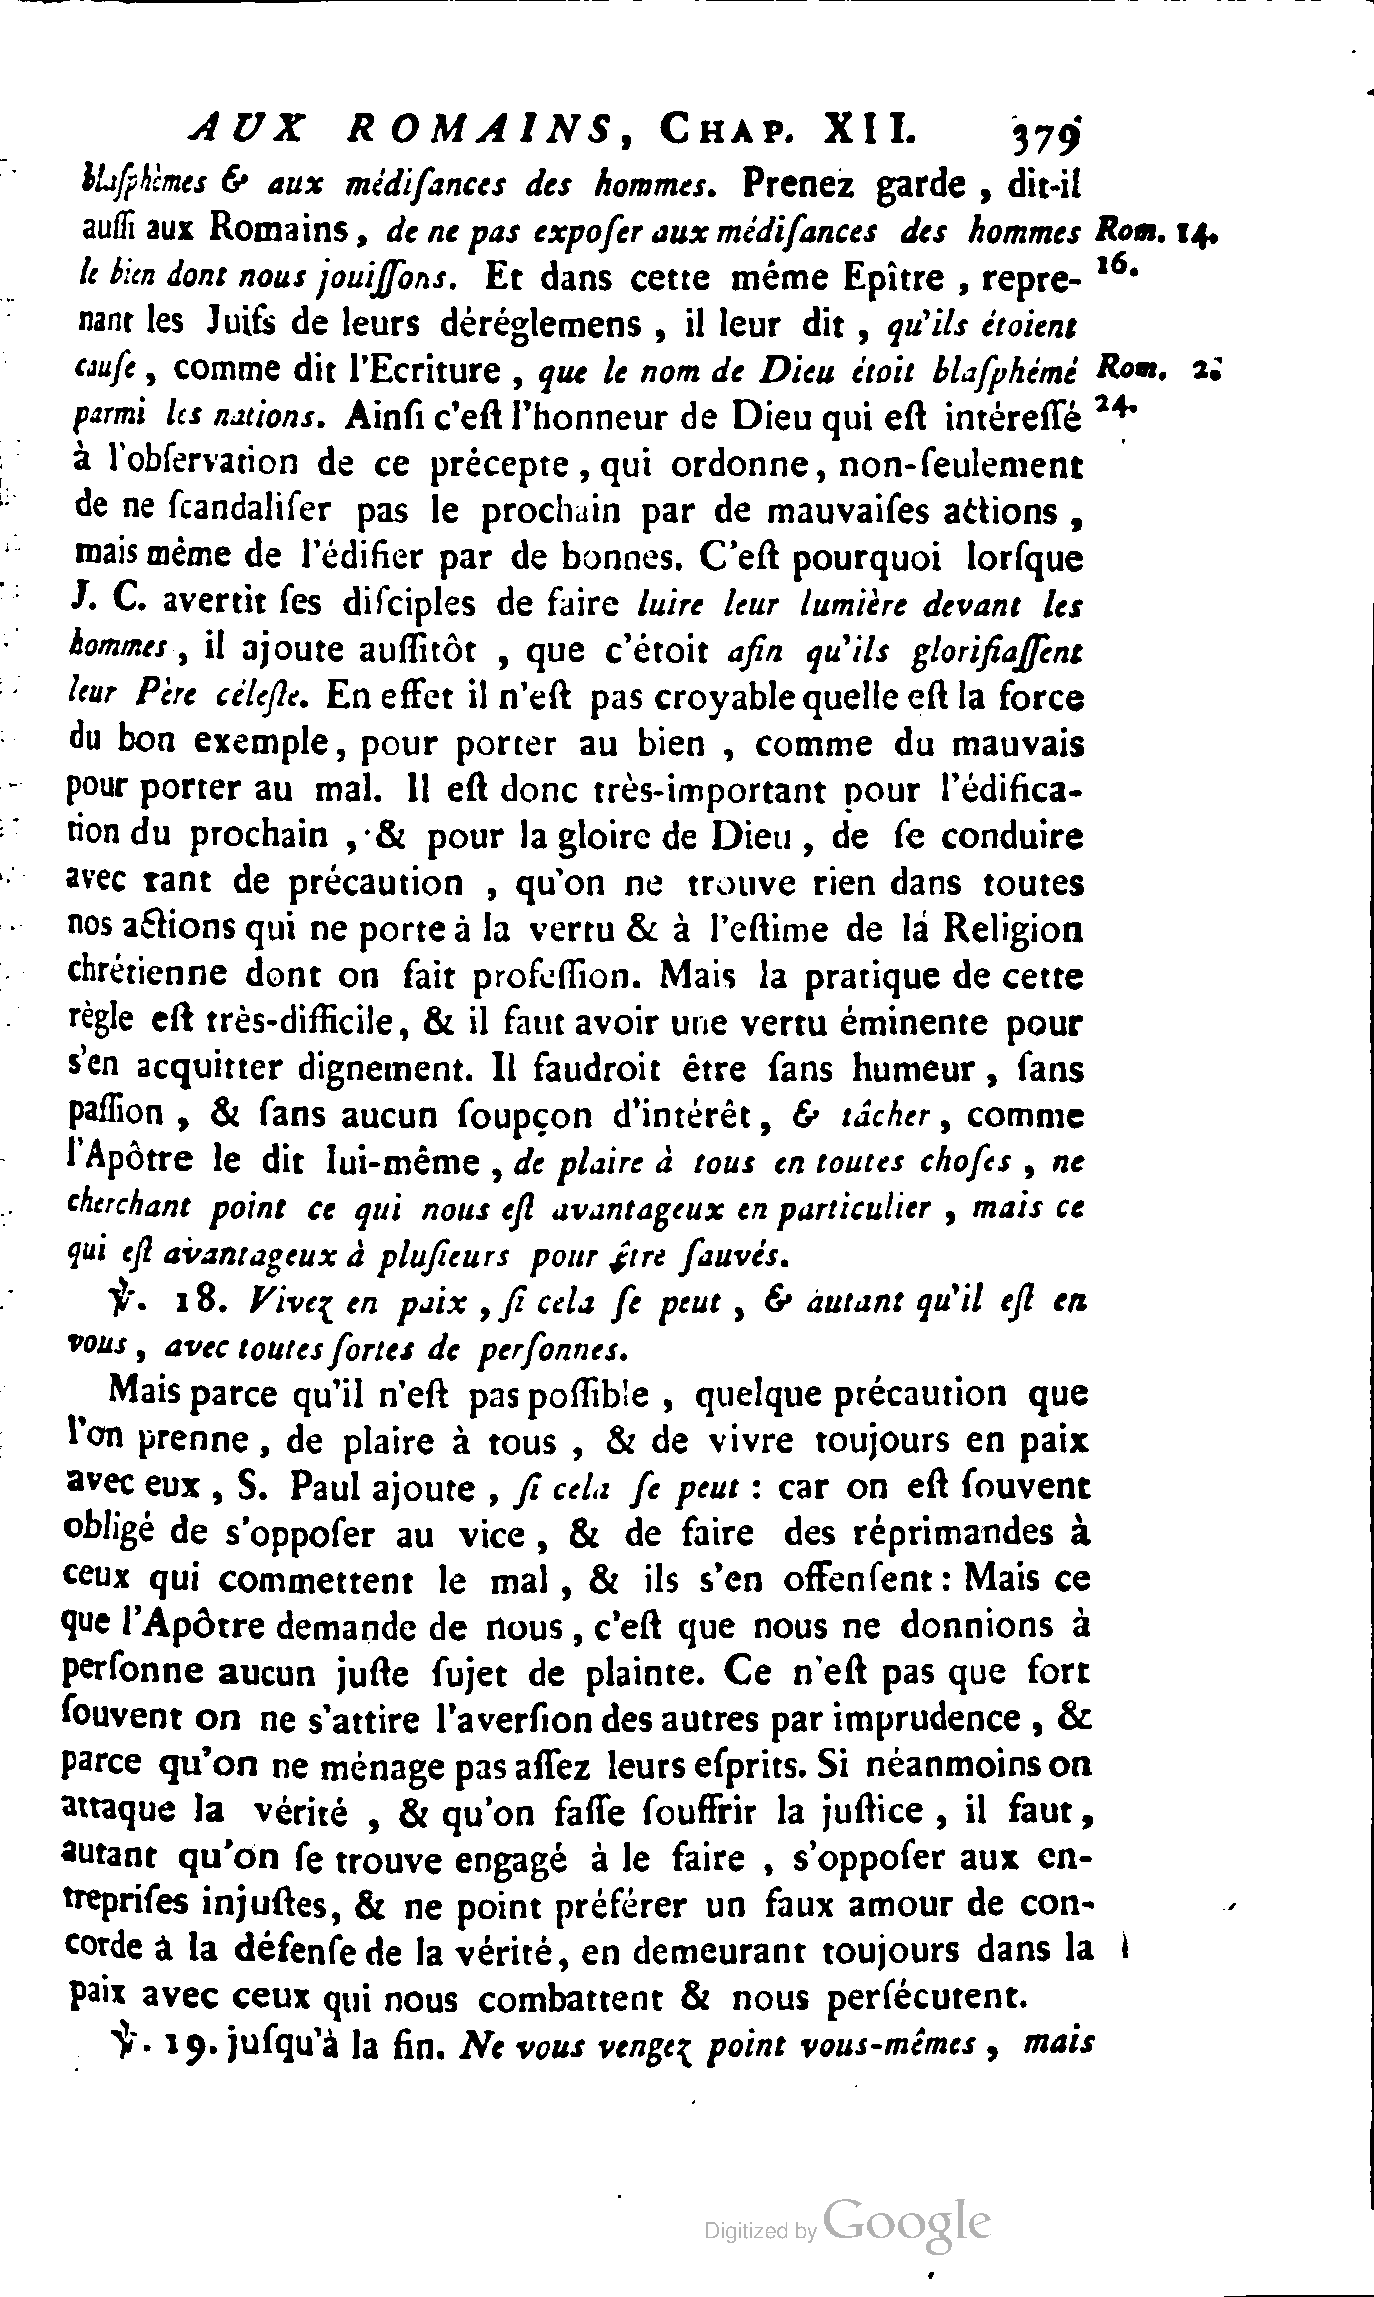 AUX ROMAINS, CHAP. XII. 379
blaſphèmes & aux médiſances des hommes. Prenez garde, dit-il
auſſi aux Romains, de ne pas expoſer aux médiſances des hommes Rom. 14.
le bien dont nous jouiſſons. Et dans cette même Epître, repre- 16.
nant les Juifs de leurs déréglemens, il leur dit, qu'ils étoient
cauſe, comme dit l'Ecriture, que le nom de Dieu étoit blaſphémé Rom. 2.
parmi les nations. Ainſi c'eſt l'honneur de Dieu qui eſt intéreſſé 24.
à l'obſervation de ce précepte, qui ordonne, non-ſeulement
de ne ſcandaliſer pas le prochain par de mauvaiſes actions,
mais même de l'édifier par de bonnes. C'eſt pourquoi lorſque
J. C. avertit ſes diſciples de faire luire leur lumière devant les
hommes, il ajoute auſſitôt, que c'étoit afin qu'ils glorifiaſſent
leur Père céleſte. En effet il n'eſt pas croyable quelle eſt la force
du bon exemple, pour porter au bien, comme du mauvais
pour porter au mal. Il eſt donc très-important pour l'édifica-
tion du prochain, & pour la gloire de Dieu, de ſe conduire
avec tant de précaution, qu'on ne trouve rien dans toutes
nos actions qui ne porte à la vertu & à l'eſtime de la Religion
chrétienne dont on fait profeſſion. Mais la pratique de cette
règle eſt très-difficile, & il faut avoir une vertu éminente pour
s'en acquitter dignement. Il faudroit être ſans humeur, ſans
paſſion, & ſans aucun ſoupçon d'intérêt, & tâcher, comme
l'Apôtre le dit lui-même, de plaire à tous en toutes choſes, ne
cherchant point ce qui nous eſt avantageux en particulier, mais ce
qui eſt avantageux à pluſieurs pour être ſauvés.
℣. 18. Vivez en paix, ſi cela ſe peut, & autant qu'il eſt en
vous, avec toutes ſortes de perſonnes.
Mais parce qu'il n'eſt pas poſſible, quelque précaution que
l'on prenne, de plaire à tous, & de vivre toujours en paix
avec eux, S. Paul ajoute, ſi cela ſe peut : car on eſt ſouvent
obligé de s'oppoſer au vice, & de faire des réprimandes à
ceux qui commettent le mal, & ils s'en offenſent : Mais ce
que l'Apôtre demande de nous, c'eſt que nous ne donnions à
perſonne aucun juſte ſujet de plainte. Ce n'eſt pas que fort
ſouvent on ne s'attire l'averſion des autres par imprudence, &
parce qu'on ne ménage pas aſſez leurs eſprits. Si néanmoins on
attaque la vérité, & qu'on faſſe ſouffrir la juſtice, il faut,
autant qu'on ſe trouve engagé à le faire, s'oppoſer aux en-
trepriſes injuſtes, & ne point préférer un faux amour de con-
corde à la défenſe de la vérité, en demeurant toujours dans la
paix avec ceux qui nous combattent & nous perſécutent.
℣. 19. juſqu'à la fin. Ne vous vengez point vous-mêmes, mais
Digitized by Google